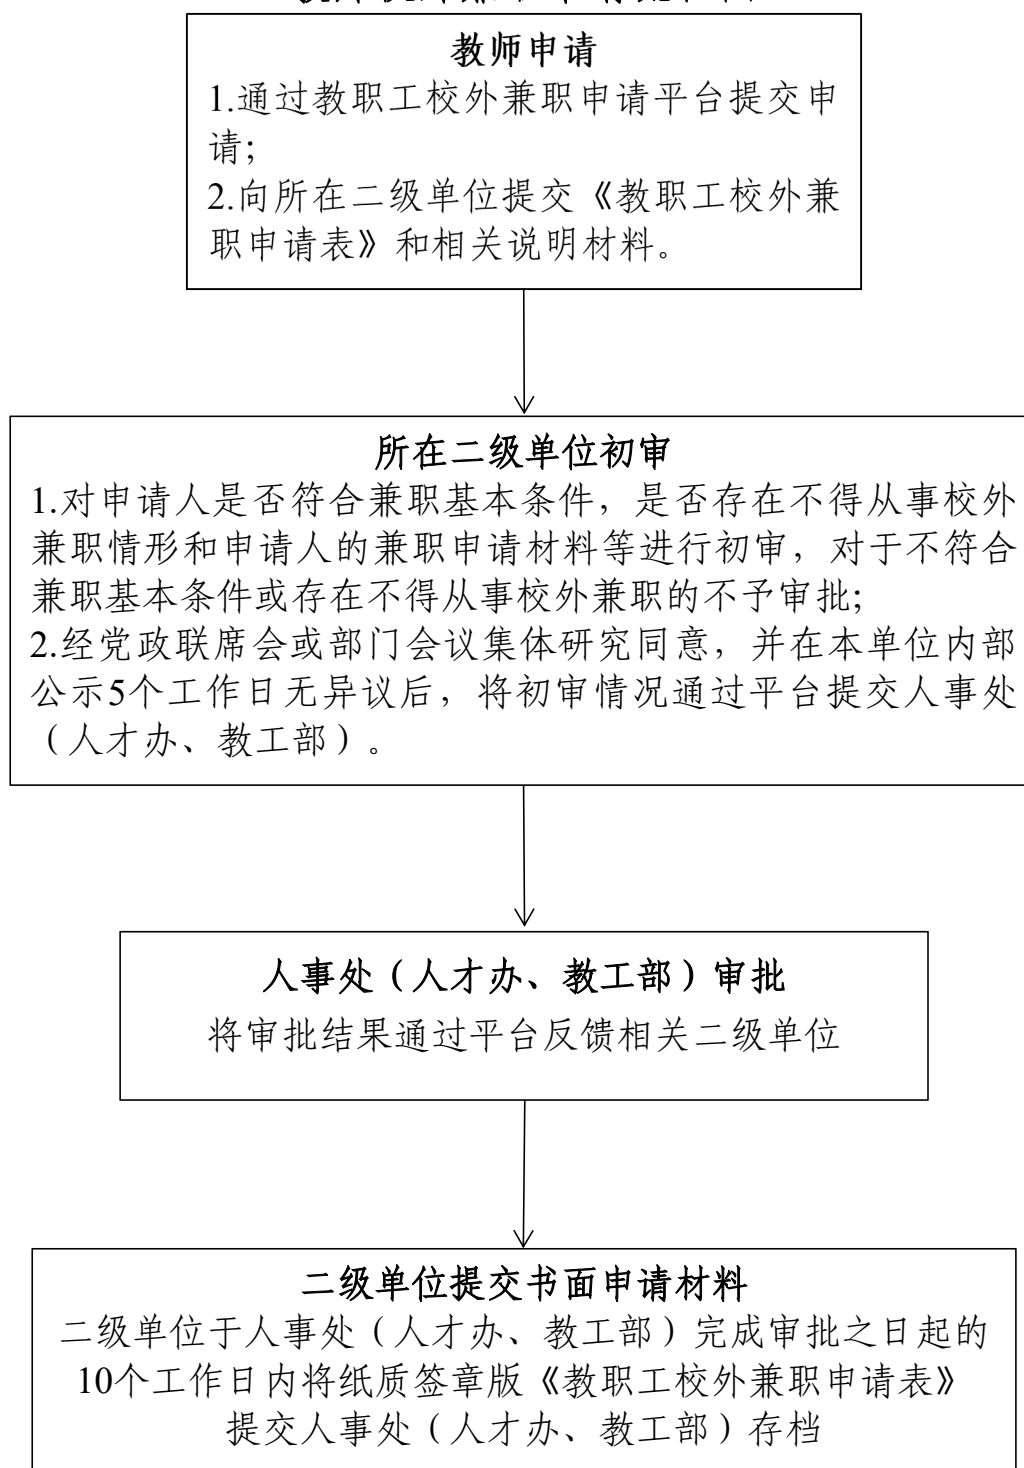 教师申请
1.通过教职工校外兼职申请平台提交申
请;
2.向所在二级单位提交《教职工校外兼
职申请表》和相关说明材料。
所在二级单位初审
1.对申请人是否符合兼职基本条件，是否存在不得从事校外
兼职情形和申请人的兼职申请材料等进行初审，对于不符合
兼职基本条件或存在不得从事校外兼职的不予审批;
2.经党政联席会或部门会议集体研究同意，并在本单位内部
公示5个工作日无异议后，将初审情况通过平台提交人事处
（人才办、教工部）。
人事处（人才办、教工部）审批
将审批结果通过平台反馈相关二级单位
二级单位提交书面申请材料
二级单位于人事处（人才办、教工部）完成审批之日起的
10个工作日内将纸质签章版《教职工校外兼职申请表》
提交人事处（人才办、教工部）存档